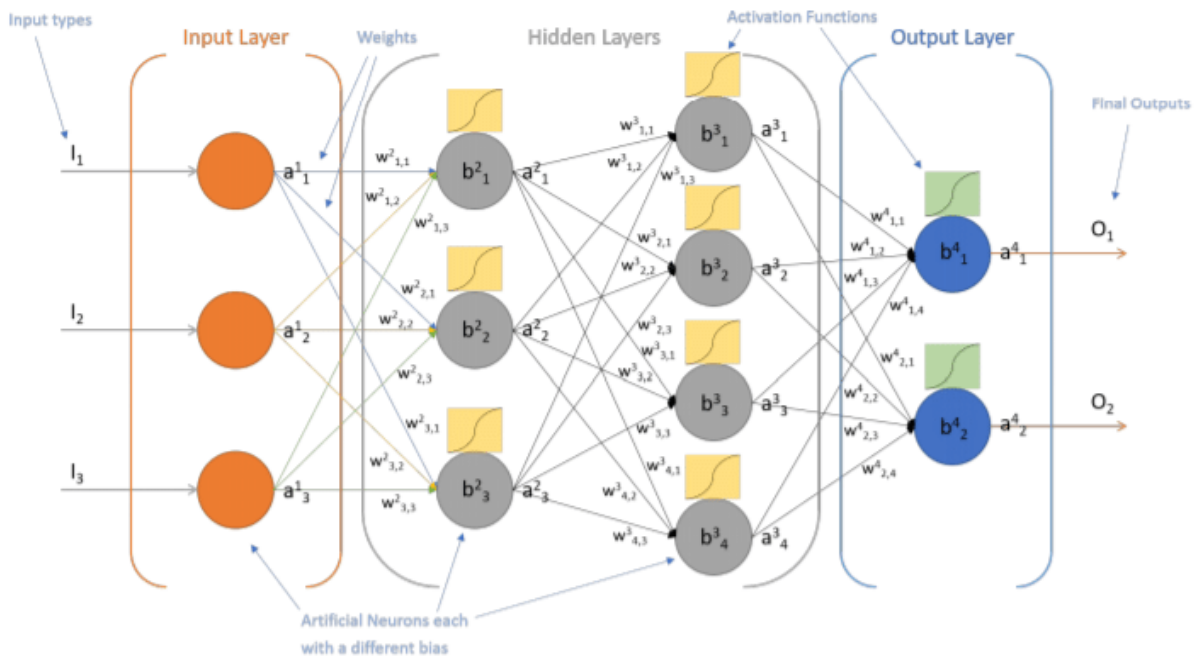 Input types
Input Layer
Weights
Hidden Layers
Activation Functions
Output Layer
Final Outputs
I₁
a¹₁
w²₁,₁
w²₁,₂
w²₁,₃
b²₁
a²₁
w³₁,₁
w³₁,₂
w³₁,₃
b³₁
a³₁
I₂
a¹₂
w²₂,₁
w²₂,₂
w²₂,₃
b²₂
a²₂
w³₂,₁
w³₂,₂
w³₂,₃
b³₂
a³₂
w⁴₁,₁
w⁴₁,₂
w⁴₁,₃
w⁴₁,₄
b⁴₁
a⁴₁
O₁
I₃
a¹₃
w²₃,₁
w²₃,₂
w²₃,₃
b²₃
a²₃
w³₃,₁
w³₃,₂
w³₃,₃
b³₃
a³₃
w⁴₂,₁
w⁴₂,₂
w⁴₂,₃
w⁴₂,₄
b⁴₂
a⁴₂
O₂
w³₄,₁
w³₄,₂
w³₄,₃
b³₄
a³₄
Artificial Neurons each
with a different bias